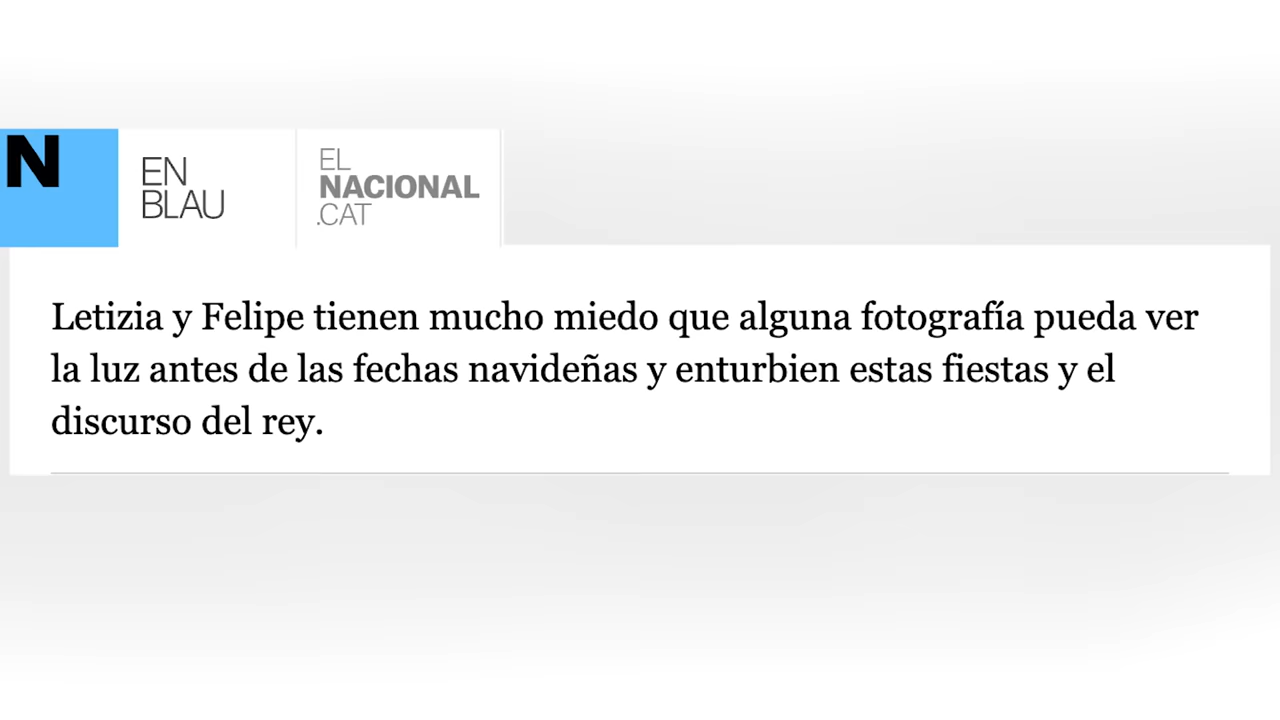 N
EN
BLAU
EL
NACIONAL
.CAT
Letizia y Felipe tienen mucho miedo que alguna fotografía pueda ver
la luz antes de las fechas navideñas y enturbien estas fiestas y el
discurso del rey.